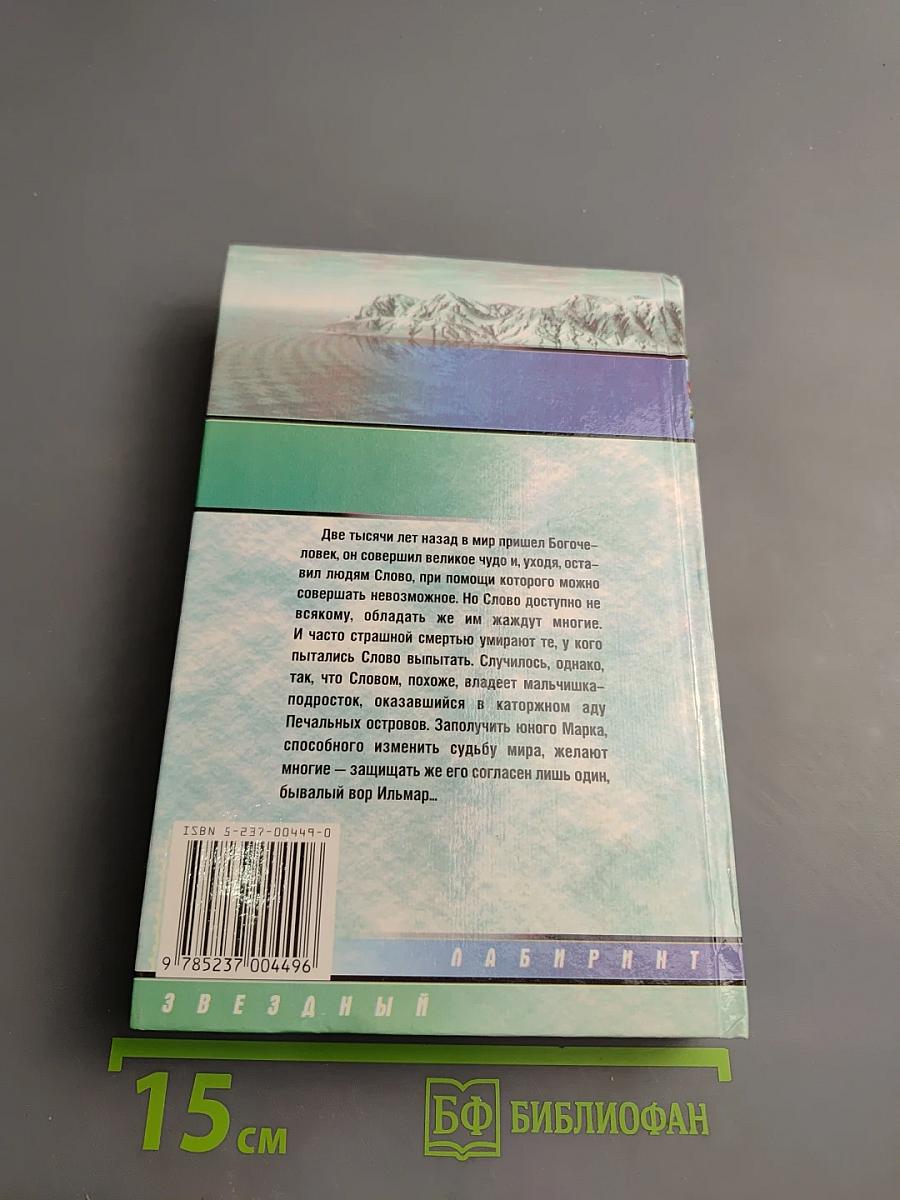 Две тысячи лет назад в мир пришел Богоче-
ловек, он совершил великое чудо и, уходя, оста-
вил людям Слово, при помощи которого можно
совершать невозможное. Но Слово доступно не
всякому, обладать же им жаждут многие.
И часто страшной смертью умирают те, у кого
пытались Слово выпытать. Случилось, однако,
так, что Словом, похоже, владеет мальчишка-
подросток, оказавшийся в каторжном аду
Печальных островов. Заполучить юного Марка,
способного изменить судьбу мира, желают
многие — защищать же его согласен лишь один,
бывалый вор Ильмар...
ISBN 5-237-00449-0
9 785237 004496
ЛАБИРИНТ
ЗВЕЗДНЫЙ
15 см
БФ БИБЛИОФАН